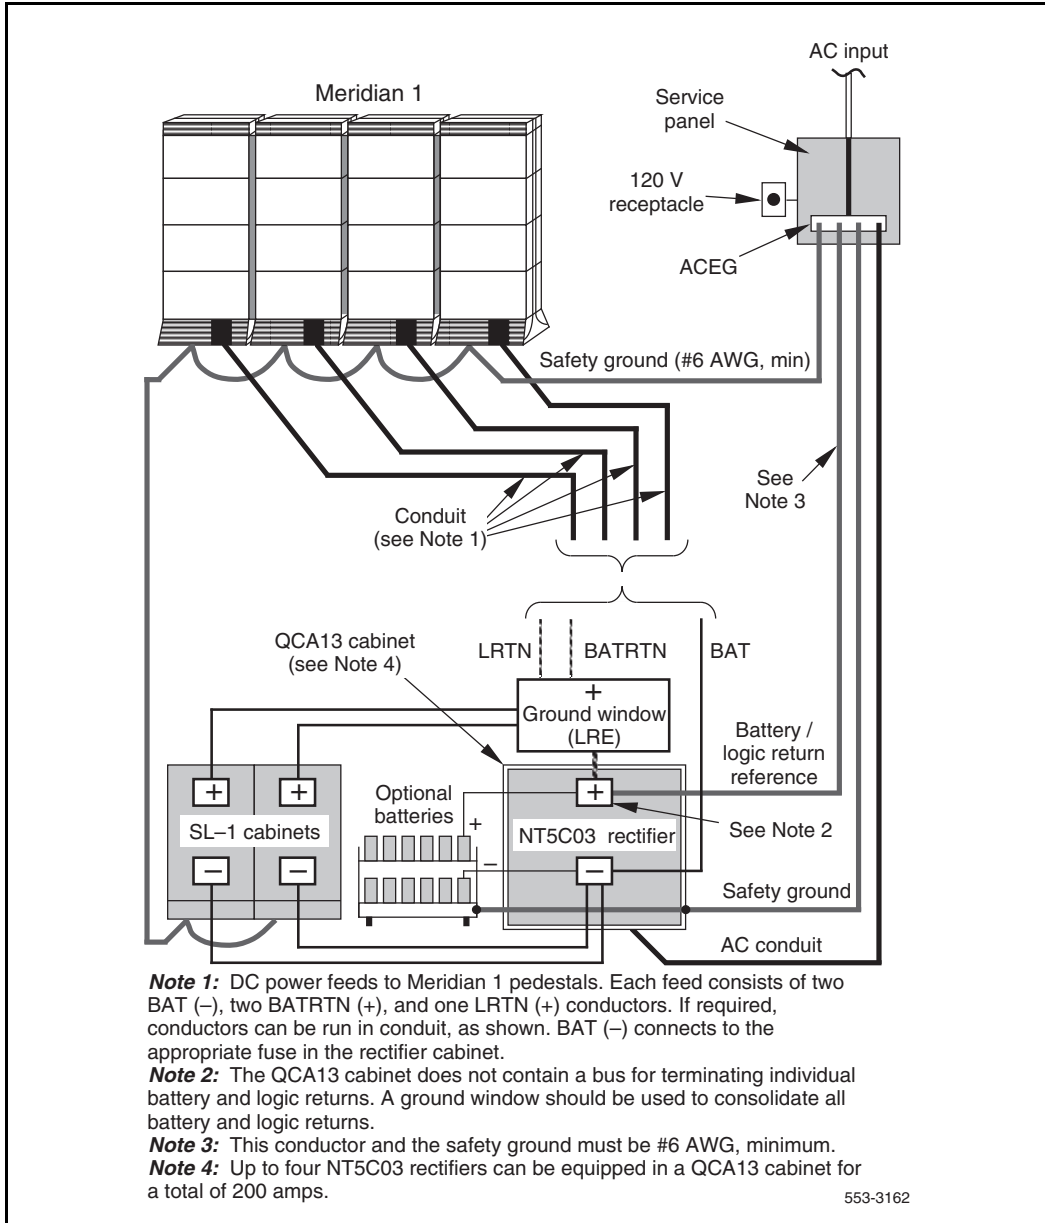 AC input
Meridian 1
Service
panel
120 V
receptacle
ACEG
Safety ground (#6 AWG, min)
See
Note 3
Conduit
(see Note 1)
QCA13 cabinet
(see Note 4)
LRTN
BATRTN
BAT
+
Ground window
(LRE)
Battery /
logic return
reference
+
+
Optional
batteries
+
+
See Note 2
SL–1 cabinets
NT5C03 rectifier
–
–
–
–
Safety ground
AC conduit
Note 1: DC power feeds to Meridian 1 pedestals. Each feed consists of two
BAT (–), two BATRTN (+), and one LRTN (+) conductors. If required,
conductors can be run in conduit, as shown. BAT (–) connects to the
appropriate fuse in the rectifier cabinet.
Note 2: The QCA13 cabinet does not contain a bus for terminating individual
battery and logic returns. A ground window should be used to consolidate all
battery and logic returns.
Note 3: This conductor and the safety ground must be #6 AWG, minimum.
Note 4: Up to four NT5C03 rectifiers can be equipped in a QCA13 cabinet for
a total of 200 amps.
553-3162